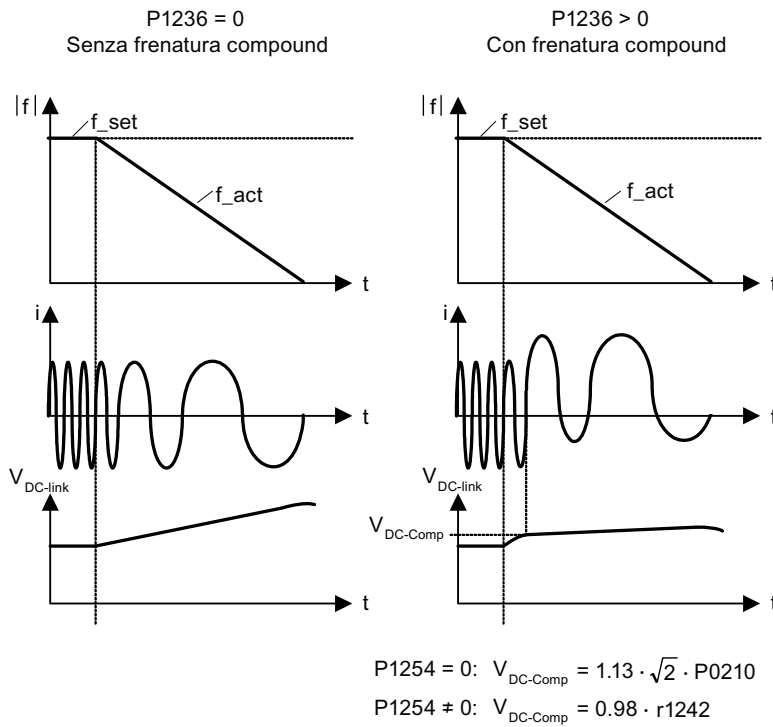 P1236 = 0
Senza frenatura compound
|f|
f_set
f_act
t
i
t
V DC-link
t
P1236 > 0
Con frenatura compound
|f|
f_set
f_act
t
i
t
V DC-link
V DC-Comp
t
P1254 = 0: V DC-Comp = 1.13 · √2 · P0210
P1254 ≠ 0: V DC-Comp = 0.98 · r1242